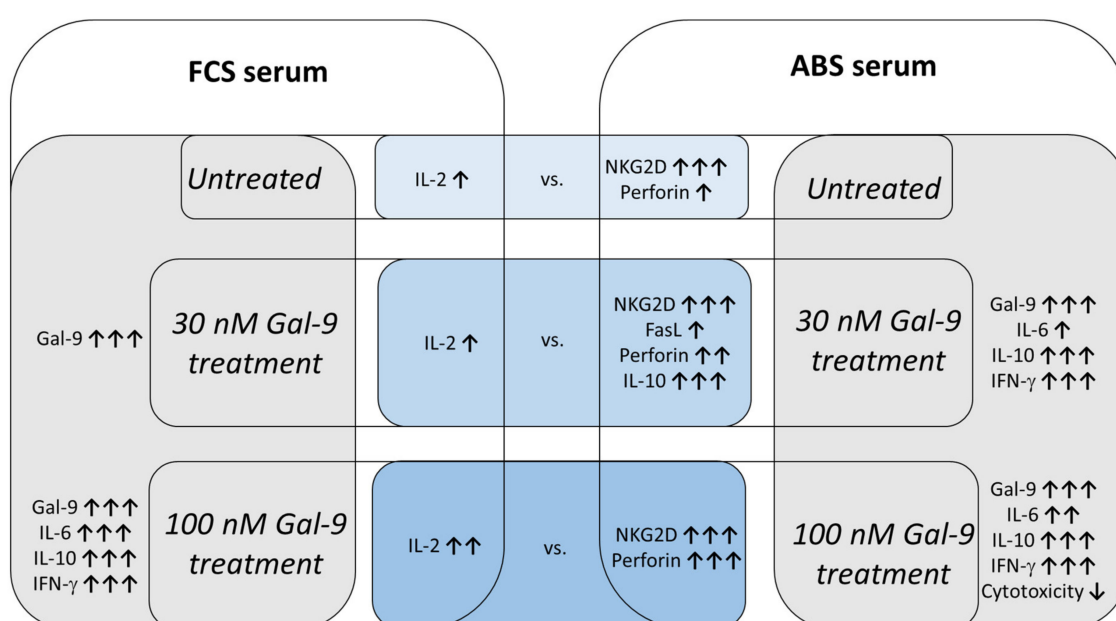 FCS serum
ABS serum
Untreated
IL-2 ↑
vs.
NKG2D ↑↑↑
Perforin ↑
Untreated
Gal-9 ↑↑↑
30 nM Gal-9
treatment
IL-2 ↑
vs.
NKG2D ↑↑↑
FasL ↑
Perforin ↑↑
IL-10 ↑↑↑
30 nM Gal-9
treatment
Gal-9 ↑↑↑
IL-6 ↑
IL-10 ↑↑↑
IFN-γ ↑↑↑
Gal-9 ↑↑↑
IL-6 ↑↑↑
IL-10 ↑↑↑
IFN-γ ↑↑↑
100 nM Gal-9
treatment
IL-2 ↑↑
vs.
NKG2D ↑↑↑
Perforin ↑↑↑
100 nM Gal-9
treatment
Gal-9 ↑↑↑
IL-6 ↑↑
IL-10 ↑↑↑
IFN-γ ↑↑↑
Cytotoxicity ↓